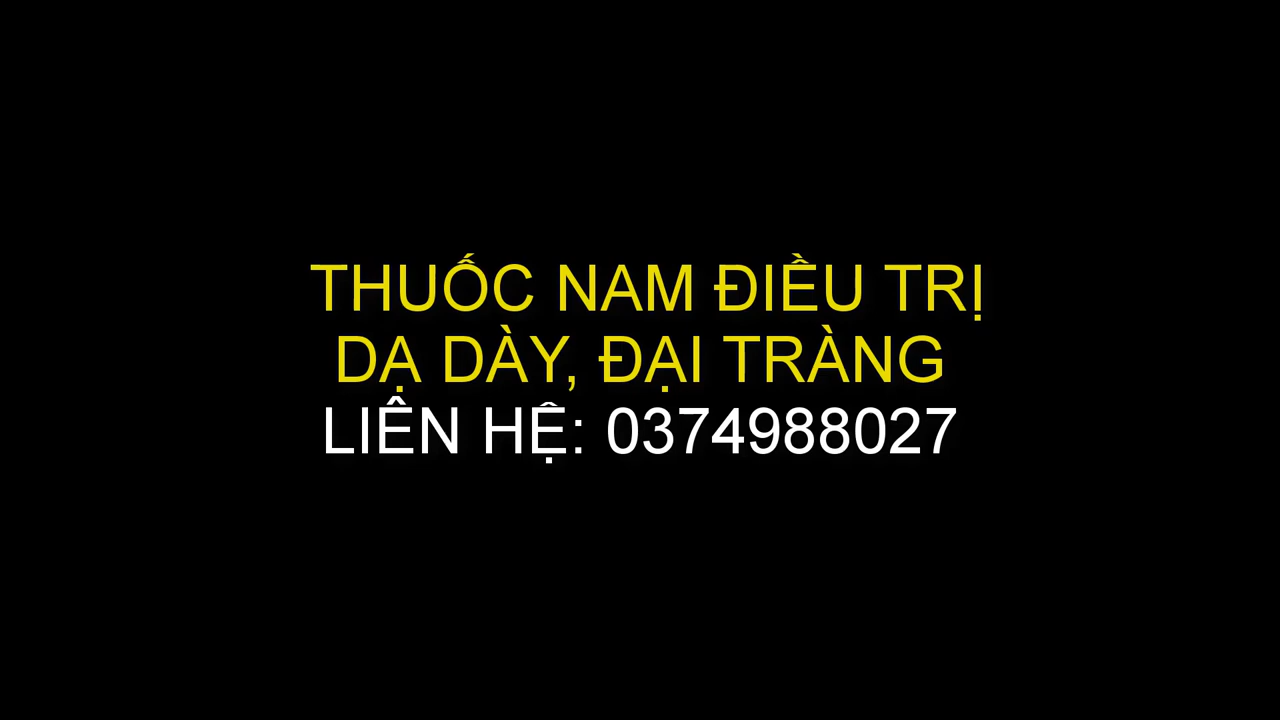 THUỐC NAM ĐIỀU TRỊ
DẠ DÀY, ĐẠI TRÀNG
LIÊN HỆ: 0374988027